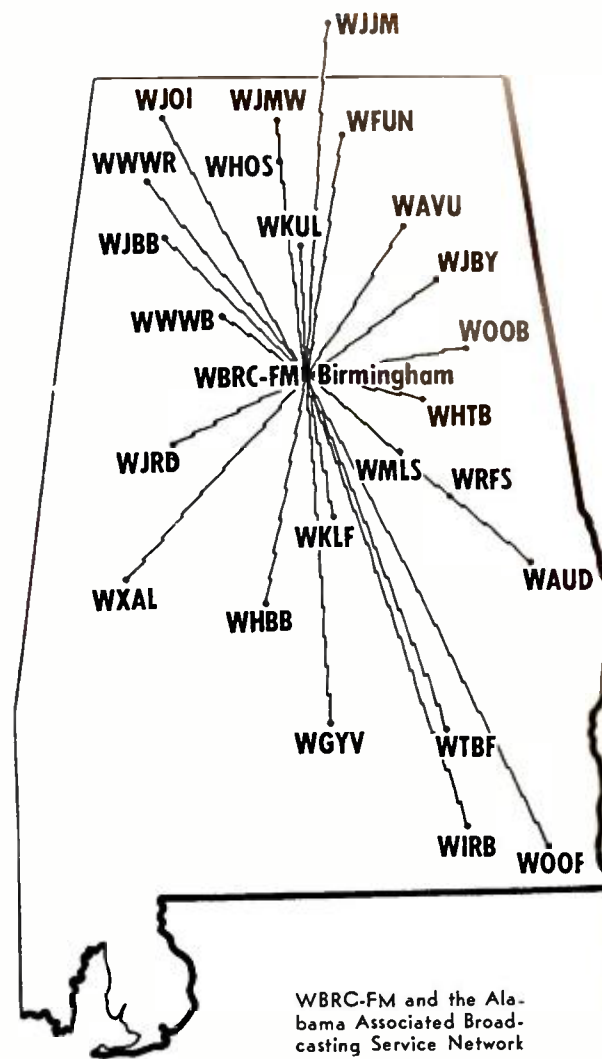 WJJM
WJOI
WJMW
WFUN
WWWR
WHOS
WAVU
WKUL
WJBB
WJBY
WWWB
WOOB
WBRC-FM Birmingham
WHTB
WJRD
WMLS
WRFS
WKLF
WAUD
WXAL
WHBB
WGYV
WTBF
WIRB
WOOF
WBRC-FM and the Ala-
bama Associated Broad-
casting Service Network